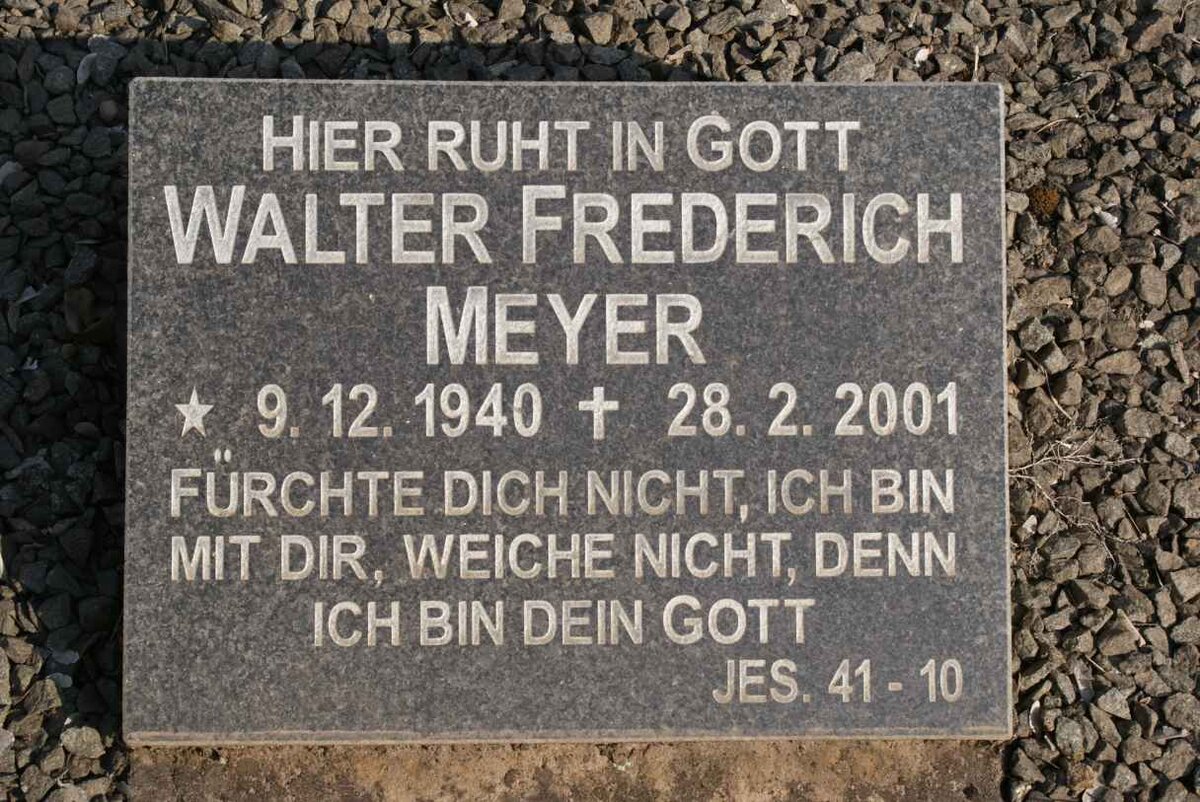 HIER RUHT IN GOTT
WALTER FREDERICH
MEYER
★ 9. 12. 1940 ✝ 28. 2. 2001
FÜRCHTE DICH NICHT, ICH BIN
MIT DIR, WEICHE NICHT, DENN
ICH BIN DEIN GOTT
JES. 41 - 10